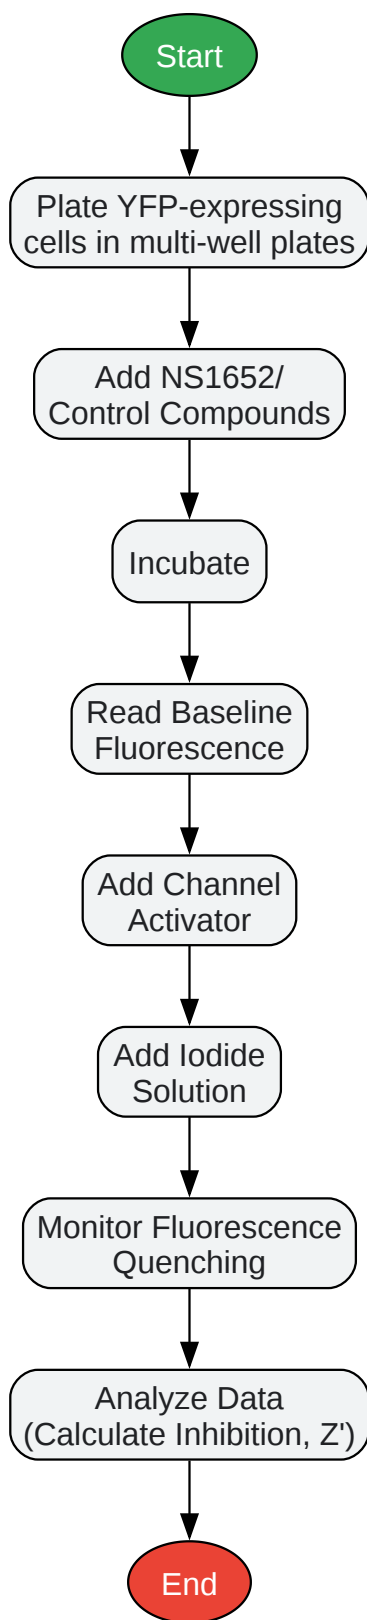 Start
Plate YFP-expressing
cells in multi-well plates
Add NS1652/
Control Compounds
Incubate
Read Baseline
Fluorescence
Add Channel
Activator
Add Iodide
Solution
Monitor Fluorescence
Quenching
Analyze Data
(Calculate Inhibition, Z')
End